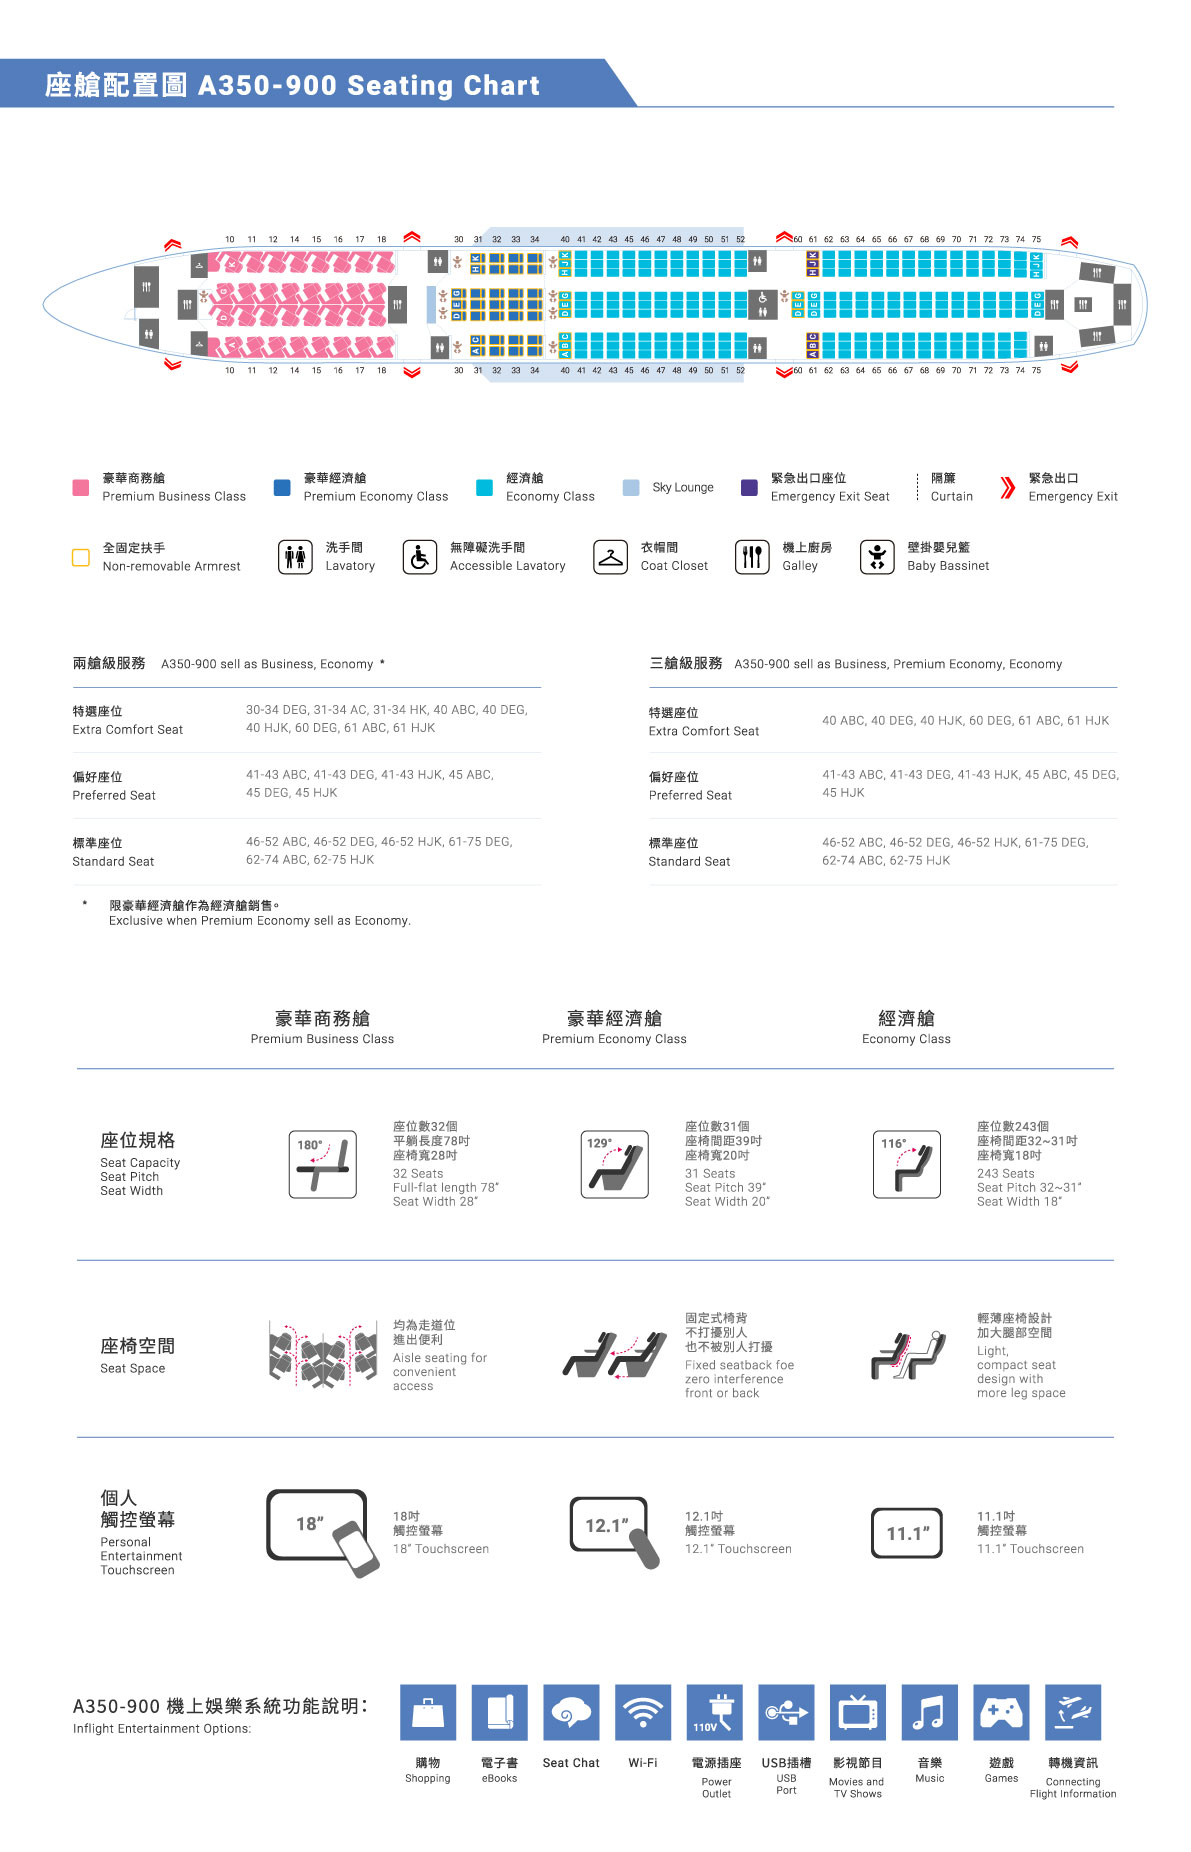 座艙配置圖 A350-900 Seating Chart
10 11 12 14 15 16 17 18 30 31 32 33 34 40 41 42 43 45 46 47 48 49 50 51 52 60 61 62 63 64 65 66 67 68 69 70 71 72 73 74 75
K H K H J K H J K H J K
G D D E G D E G D E G D E G D E G
A A C A B C A B C
10 11 12 14 15 16 17 18 30 31 32 33 34 40 41 42 43 45 46 47 48 49 50 51 52 60 61 62 63 64 65 66 67 68 69 70 71 72 73 74 75
豪華商務艙
Premium Business Class
豪華經濟艙
Premium Economy Class
經濟艙
Economy Class
Sky Lounge
緊急出口座位
Emergency Exit Seat
隔簾
Curtain
緊急出口
Emergency Exit
全固定扶手
Non-removable Armrest
洗手間
Lavatory
無障礙洗手間
Accessible Lavatory
衣帽間
Coat Closet
機上廚房
Galley
壁掛嬰兒籃
Baby Bassinet
兩艙級服務 A350-900 sell as Business, Economy *
特選座位
Extra Comfort Seat
30-34 DEG, 31-34 AC, 31-34 HK, 40 ABC, 40 DEG,
40 HJK, 60 DEG, 61 ABC, 61 HJK
偏好座位
Preferred Seat
41-43 ABC, 41-43 DEG, 41-43 HJK, 45 ABC,
45 DEG, 45 HJK
標準座位
Standard Seat
46-52 ABC, 46-52 DEG, 46-52 HJK, 61-75 DEG,
62-74 ABC, 62-75 HJK
* 限豪華經濟艙作為經濟艙銷售。
Exclusive when Premium Economy sell as Economy.
三艙級服務 A350-900 sell as Business, Premium Economy, Economy
特選座位
Extra Comfort Seat
40 ABC, 40 DEG, 40 HJK, 60 DEG, 61 ABC, 61 HJK
偏好座位
Preferred Seat
41-43 ABC, 41-43 DEG, 41-43 HJK, 45 ABC, 45 DEG,
45 HJK
標準座位
Standard Seat
46-52 ABC, 46-52 DEG, 46-52 HJK, 61-75 DEG,
62-74 ABC, 62-75 HJK
豪華商務艙
Premium Business Class
豪華經濟艙
Premium Economy Class
經濟艙
Economy Class
座位規格
Seat Capacity
Seat Pitch
Seat Width
180°
座位數32個
平躺長度78吋
座椅寬28吋
32 Seats
Full-flat length 78”
Seat Width 28”
129°
座位數31個
座椅間距39吋
座椅寬20吋
31 Seats
Seat Pitch 39”
Seat Width 20”
116°
座位數243個
座椅間距32~31吋
座椅寬18吋
243 Seats
Seat Pitch 32~31”
Seat Width 18”
座椅空間
Seat Space
均為走道位
進出便利
Aisle seating for
convenient
access
固定式椅背
不打擾別人
也不被別人打擾
Fixed seatback foe
zero interference
front or back
輕薄座椅設計
加大腿部空間
Light,
compact seat
design with
more leg space
個人
觸控螢幕
Personal
Entertainment
Touchscreen
18”
18吋
觸控螢幕
18” Touchscreen
12.1”
12.1吋
觸控螢幕
12.1” Touchscreen
11.1”
11.1吋
觸控螢幕
11.1” Touchscreen
A350-900 機上娛樂系統功能說明：
Inflight Entertainment Options:
購物
Shopping
電子書
eBooks
Seat Chat
Wi-Fi
110V
電源插座
Power
Outlet
USB插槽
USB
Port
影視節目
Movies and
TV Shows
音樂
Music
遊戲
Games
轉機資訊
Connecting
Flight Information